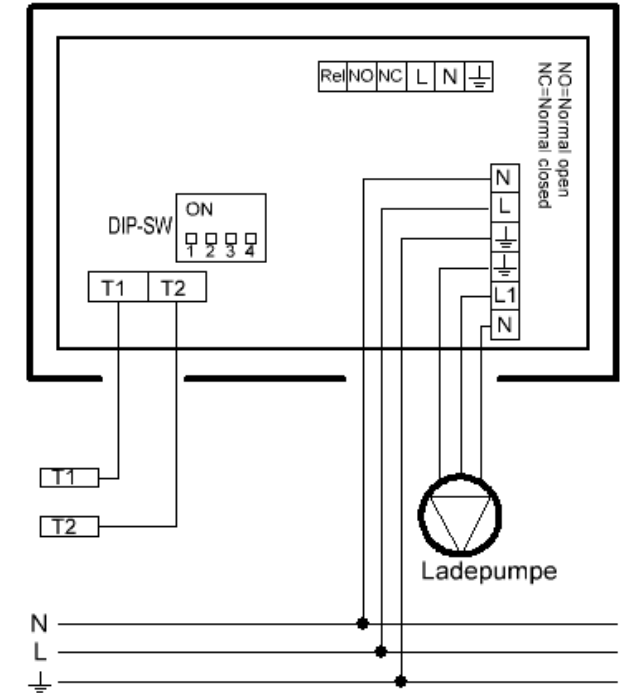 Rel NO NC L N ⏚
NO=Normal open
NC=Normal closed
N
L
⏚
⏚
L1
N
DIP-SW
ON
1 2 3 4
T1 T2
T1
T2
Ladepumpe
N
L
⏚